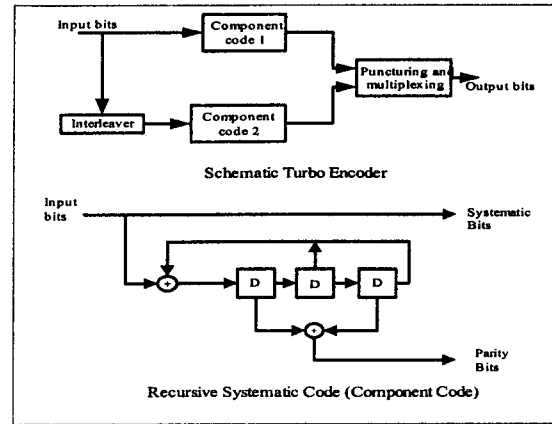 Input bits
Component
code 1
Puncturing and
multiplexing
Output bits
Interleaver
Component
code 2
Schematic Turbo Encoder
Input
bits
Systematic
Bits
+
D
D
D
+
Parity
Bits
Recursive Systematic Code (Component Code)